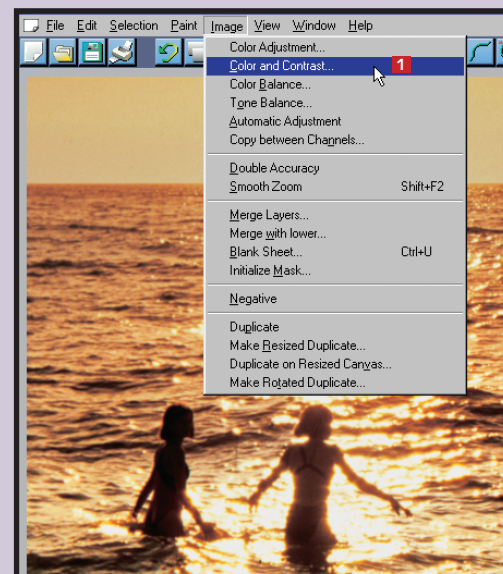 File Edit Selection Paint Image View Window Help
Color Adjustment...
Color and Contrast... 1
Color Balance...
Tone Balance...
Automatic Adjustment
Copy between Channels...
Double Accuracy
Smooth Zoom Shift+F2
Merge Layers...
Merge with lower...
Blank Sheet... Ctrl+U
Initialize Mask...
Negative
Duplicate
Make Resized Duplicate...
Duplicate on Resized Canvas...
Make Rotated Duplicate...